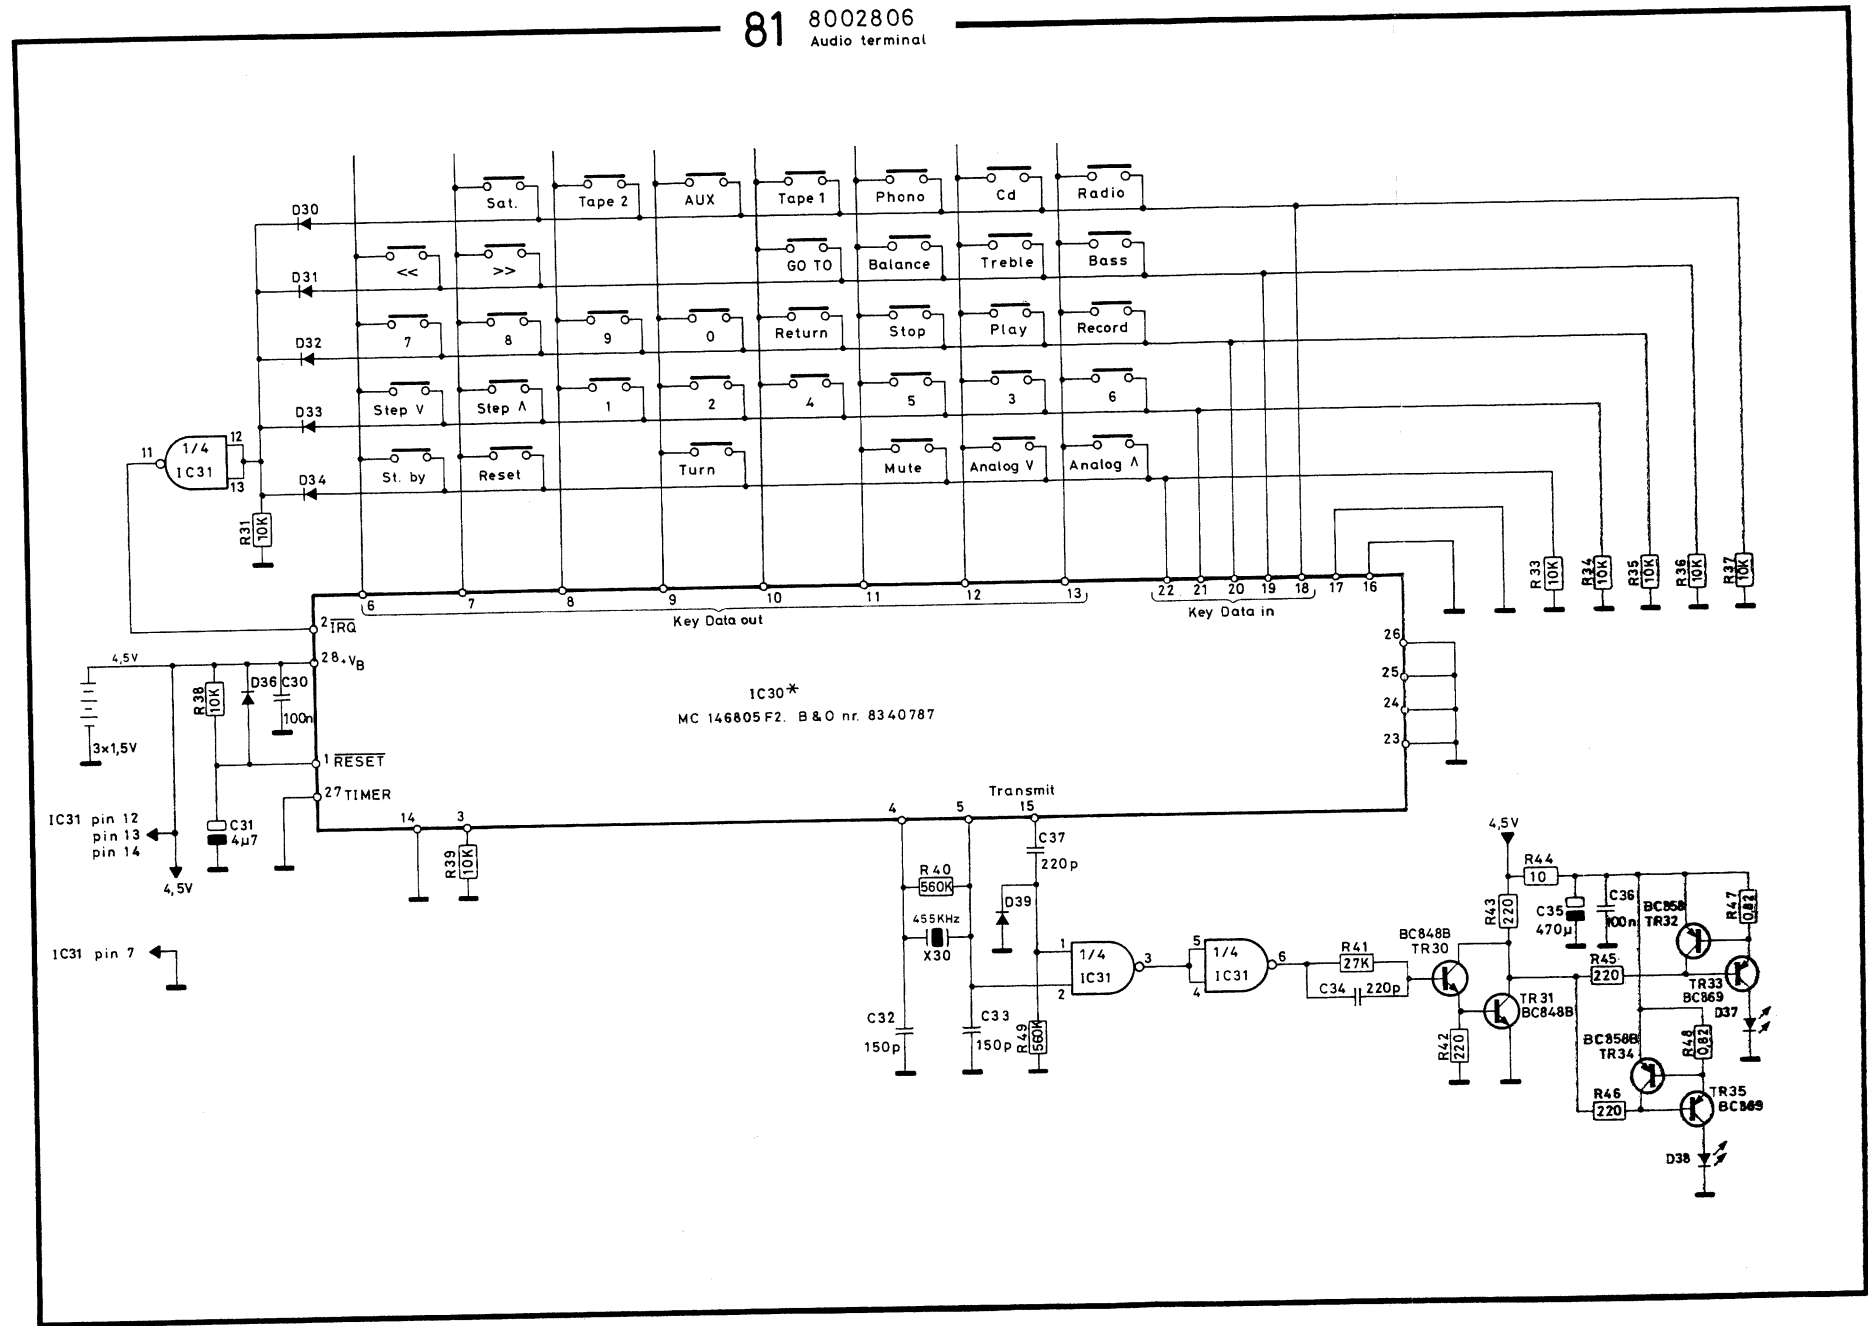 81 8002806
Audio terminal
Sat. Tape 2 AUX Tape 1 Phono Cd Radio
D30
<< >> GO TO Balance Treble Bass
D31
7 8 9 0 Return Stop Play Record
D32
Step V Step Λ 1 2 4 5 3 6
D33
11 1/4 IC31 12 13
St. by Reset Turn Mute Analog V Analog Λ
D34
R31 10K
R33 10K R34 10K R35 10K R36 10K R37 10K
6 7 8 9 10 11 12 13 22 21 20 19 18 17 16
Key Data out Key Data in
2 IRQ
4,5V
28 +VB
26
25
24
23
R38 10K D36 C30 100n
3×1,5V
IC30*
MC 146805F2. B&O nr. 8340787
1 RESET
27 TIMER
Transmit
14 3 4 5 15
IC31 pin 12
pin 13
pin 14
4,5V
C31 4µ7
R39 10K
R40 560K
455KHz
X30
C37 220p
D39
C32 150p
C33 150p
R49 560K
IC31 pin 7
1 2 1/4 IC31 3
5 4 1/4 IC31 6
R41 27K
C34 220p
BC848B
TR30
R42 220
TR31
BC848B
4,5V
R43 220
R44 10
C35 470µ
C36 100n
BC858
TR32
R47 0,82
R45 220
TR33
BC869
D37
BC858B
TR34
R48 0,82
R46 220
TR35
BC869
D38